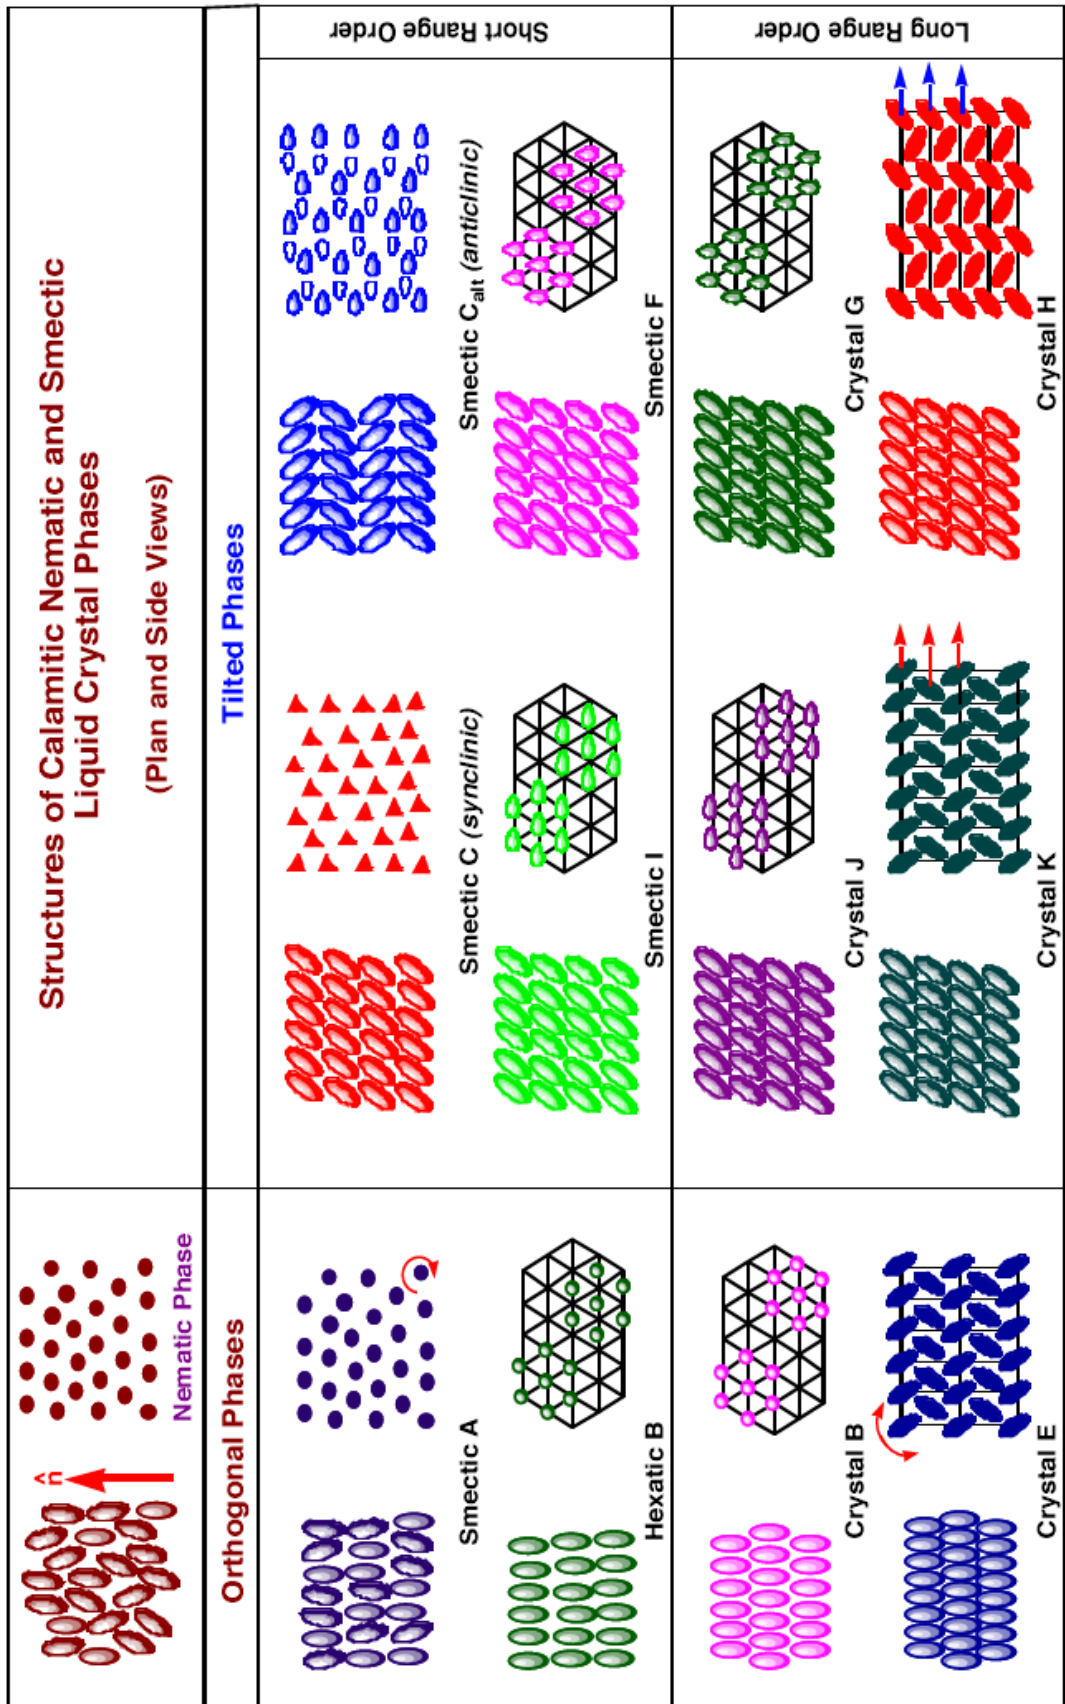 Structures of Calamitic Nematic and Smectic
Liquid Crystal Phases
(Plan and Side Views)
n̂
Nematic Phase
Orthogonal Phases
Tilted Phases
Smectic A
Smectic C (synclinic)
Smectic Calt (anticlinic)
Short Range Order
Hexatic B
Smectic I
Smectic F
Crystal B
Crystal J
Crystal G
Long Range Order
Crystal E
Crystal K
Crystal H